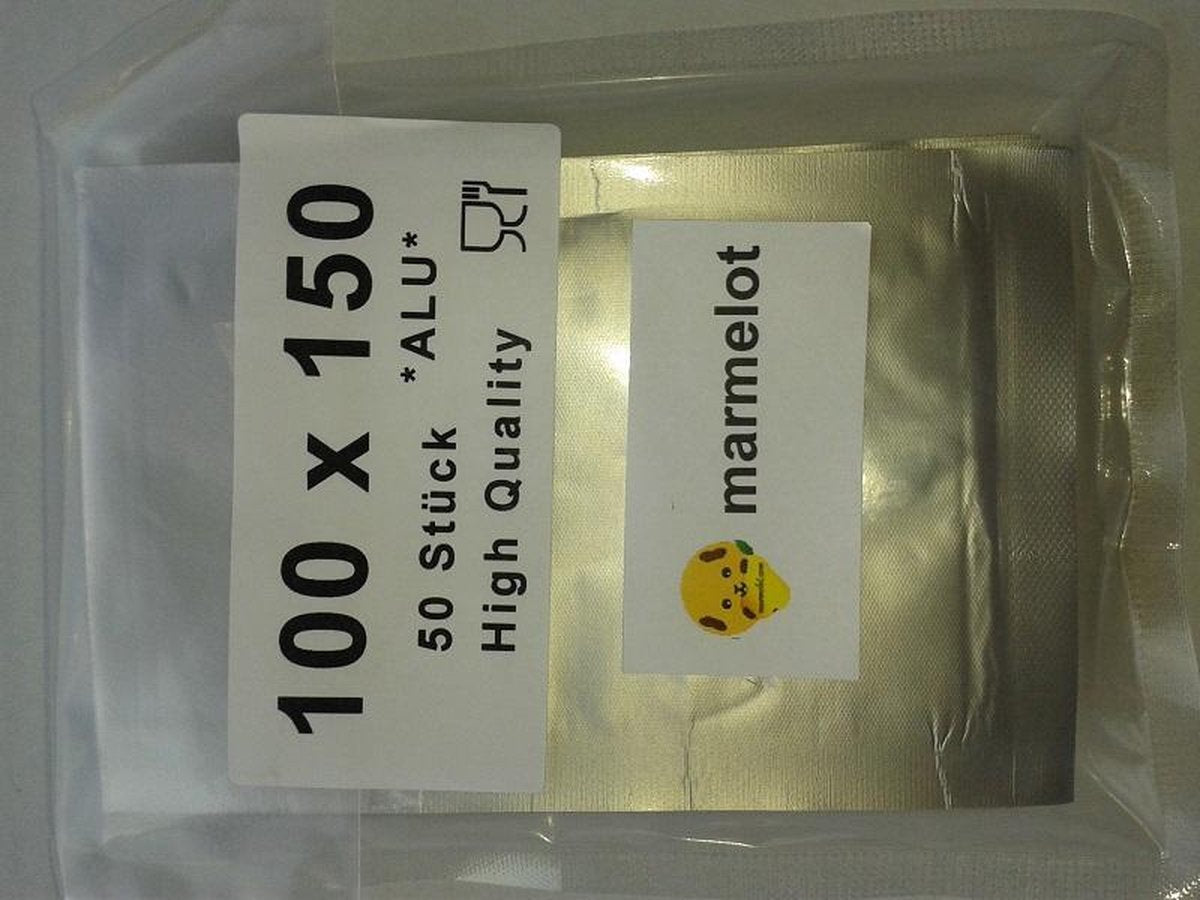 100 x 150
50 Stück *ALU*
High Quality
marmelot